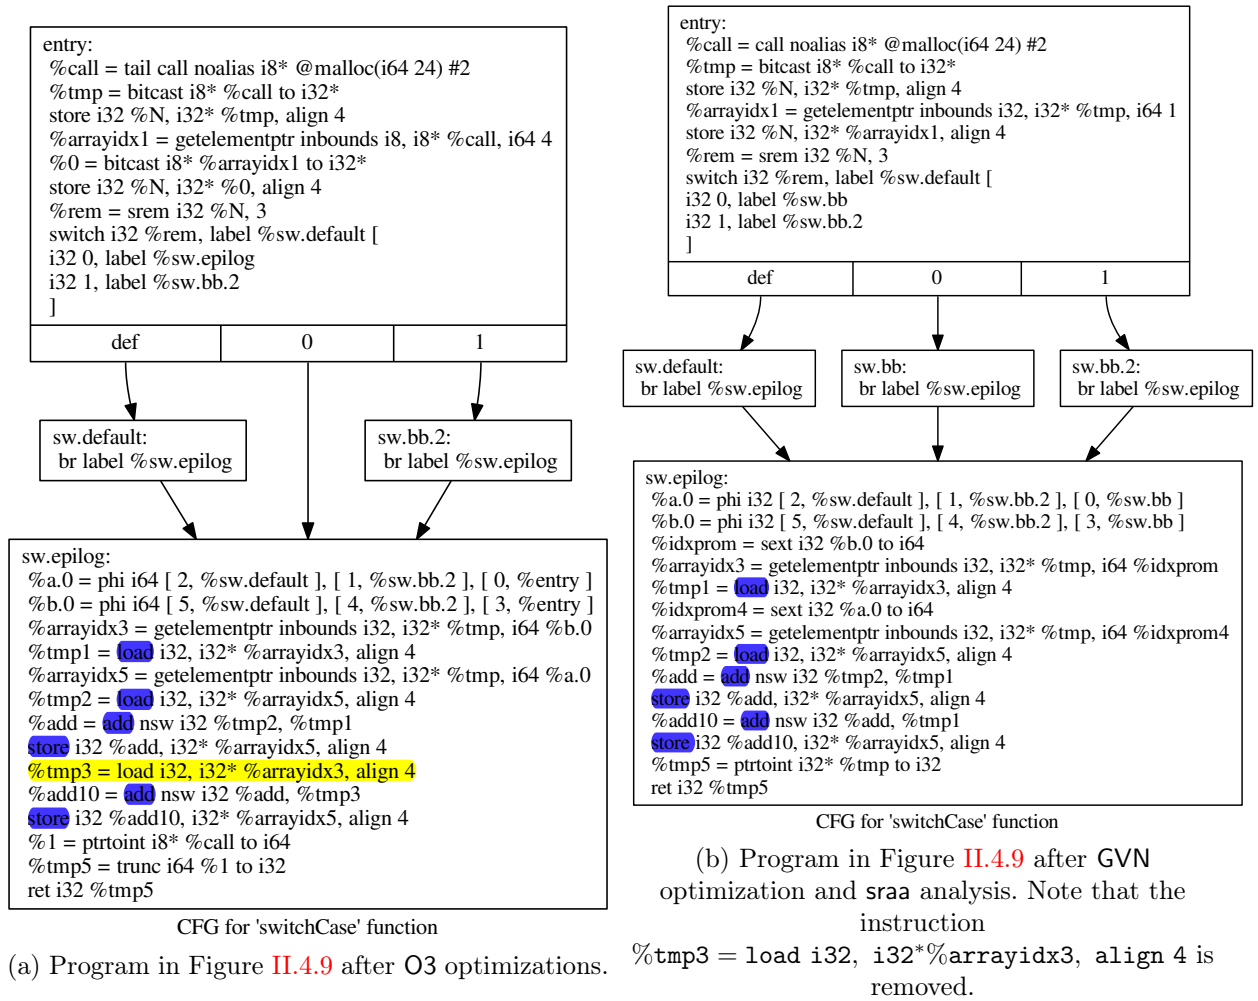 entry:
%call = tail call noalias i8* @malloc(i64 24) #2
%tmp = bitcast i8* %call to i32*
store i32 %N, i32* %tmp, align 4
%arrayidx1 = getelementptr inbounds i8, i8* %call, i64 4
%0 = bitcast i8* %arrayidx1 to i32*
store i32 %N, i32* %0, align 4
%rem = srem i32 %N, 3
switch i32 %rem, label %sw.default [
i32 0, label %sw.epilog
i32 1, label %sw.bb.2
]
def 0 1
sw.default:
br label %sw.epilog
sw.bb.2:
br label %sw.epilog
sw.epilog:
%a.0 = phi i64 [ 2, %sw.default ], [ 1, %sw.bb.2 ], [ 0, %entry ]
%b.0 = phi i64 [ 5, %sw.default ], [ 4, %sw.bb.2 ], [ 3, %entry ]
%arrayidx3 = getelementptr inbounds i32, i32* %tmp, i64 %b.0
%tmp1 = load i32, i32* %arrayidx3, align 4
%arrayidx5 = getelementptr inbounds i32, i32* %tmp, i64 %a.0
%tmp2 = load i32, i32* %arrayidx5, align 4
%add = add nsw i32 %tmp2, %tmp1
store i32 %add, i32* %arrayidx5, align 4
%tmp3 = load i32, i32* %arrayidx3, align 4
%add10 = add nsw i32 %add, %tmp3
store i32 %add10, i32* %arrayidx5, align 4
%1 = ptrtoint i8* %call to i64
%tmp5 = trunc i64 %1 to i32
ret i32 %tmp5
CFG for 'switchCase' function
(a) Program in Figure II.4.9 after O3 optimizations.
entry:
%call = call noalias i8* @malloc(i64 24) #2
%tmp = bitcast i8* %call to i32*
store i32 %N, i32* %tmp, align 4
%arrayidx1 = getelementptr inbounds i32, i32* %tmp, i64 1
store i32 %N, i32* %arrayidx1, align 4
%rem = srem i32 %N, 3
switch i32 %rem, label %sw.default [
i32 0, label %sw.bb
i32 1, label %sw.bb.2
]
def 0 1
sw.default:
br label %sw.epilog
sw.bb:
br label %sw.epilog
sw.bb.2:
br label %sw.epilog
sw.epilog:
%a.0 = phi i32 [ 2, %sw.default ], [ 1, %sw.bb.2 ], [ 0, %sw.bb ]
%b.0 = phi i32 [ 5, %sw.default ], [ 4, %sw.bb.2 ], [ 3, %sw.bb ]
%idxprom = sext i32 %b.0 to i64
%arrayidx3 = getelementptr inbounds i32, i32* %tmp, i64 %idxprom
%tmp1 = load i32, i32* %arrayidx3, align 4
%idxprom4 = sext i32 %a.0 to i64
%arrayidx5 = getelementptr inbounds i32, i32* %tmp, i64 %idxprom4
%tmp2 = load i32, i32* %arrayidx5, align 4
%add = add nsw i32 %tmp2, %tmp1
store i32 %add, i32* %arrayidx5, align 4
%add10 = add nsw i32 %add, %tmp1
store i32 %add10, i32* %arrayidx5, align 4
%tmp5 = ptrtoint i32* %tmp to i32
ret i32 %tmp5
CFG for 'switchCase' function
(b) Program in Figure II.4.9 after GVN
optimization and sraa analysis. Note that the
instruction
%tmp3 = load i32, i32*%arrayidx3, align 4 is
removed.